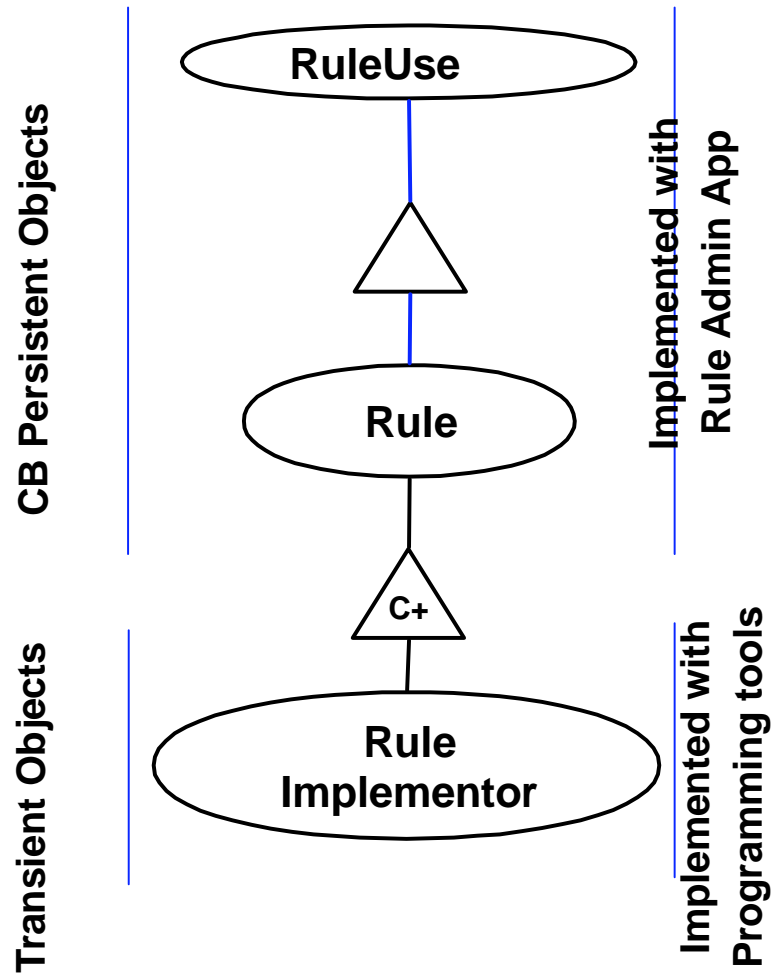 RuleUse
CB Persistent Objects
Implemented with
Rule Admin App
Rule
C+
Transient Objects
Rule
Implementor
Implemented with
Programming tools